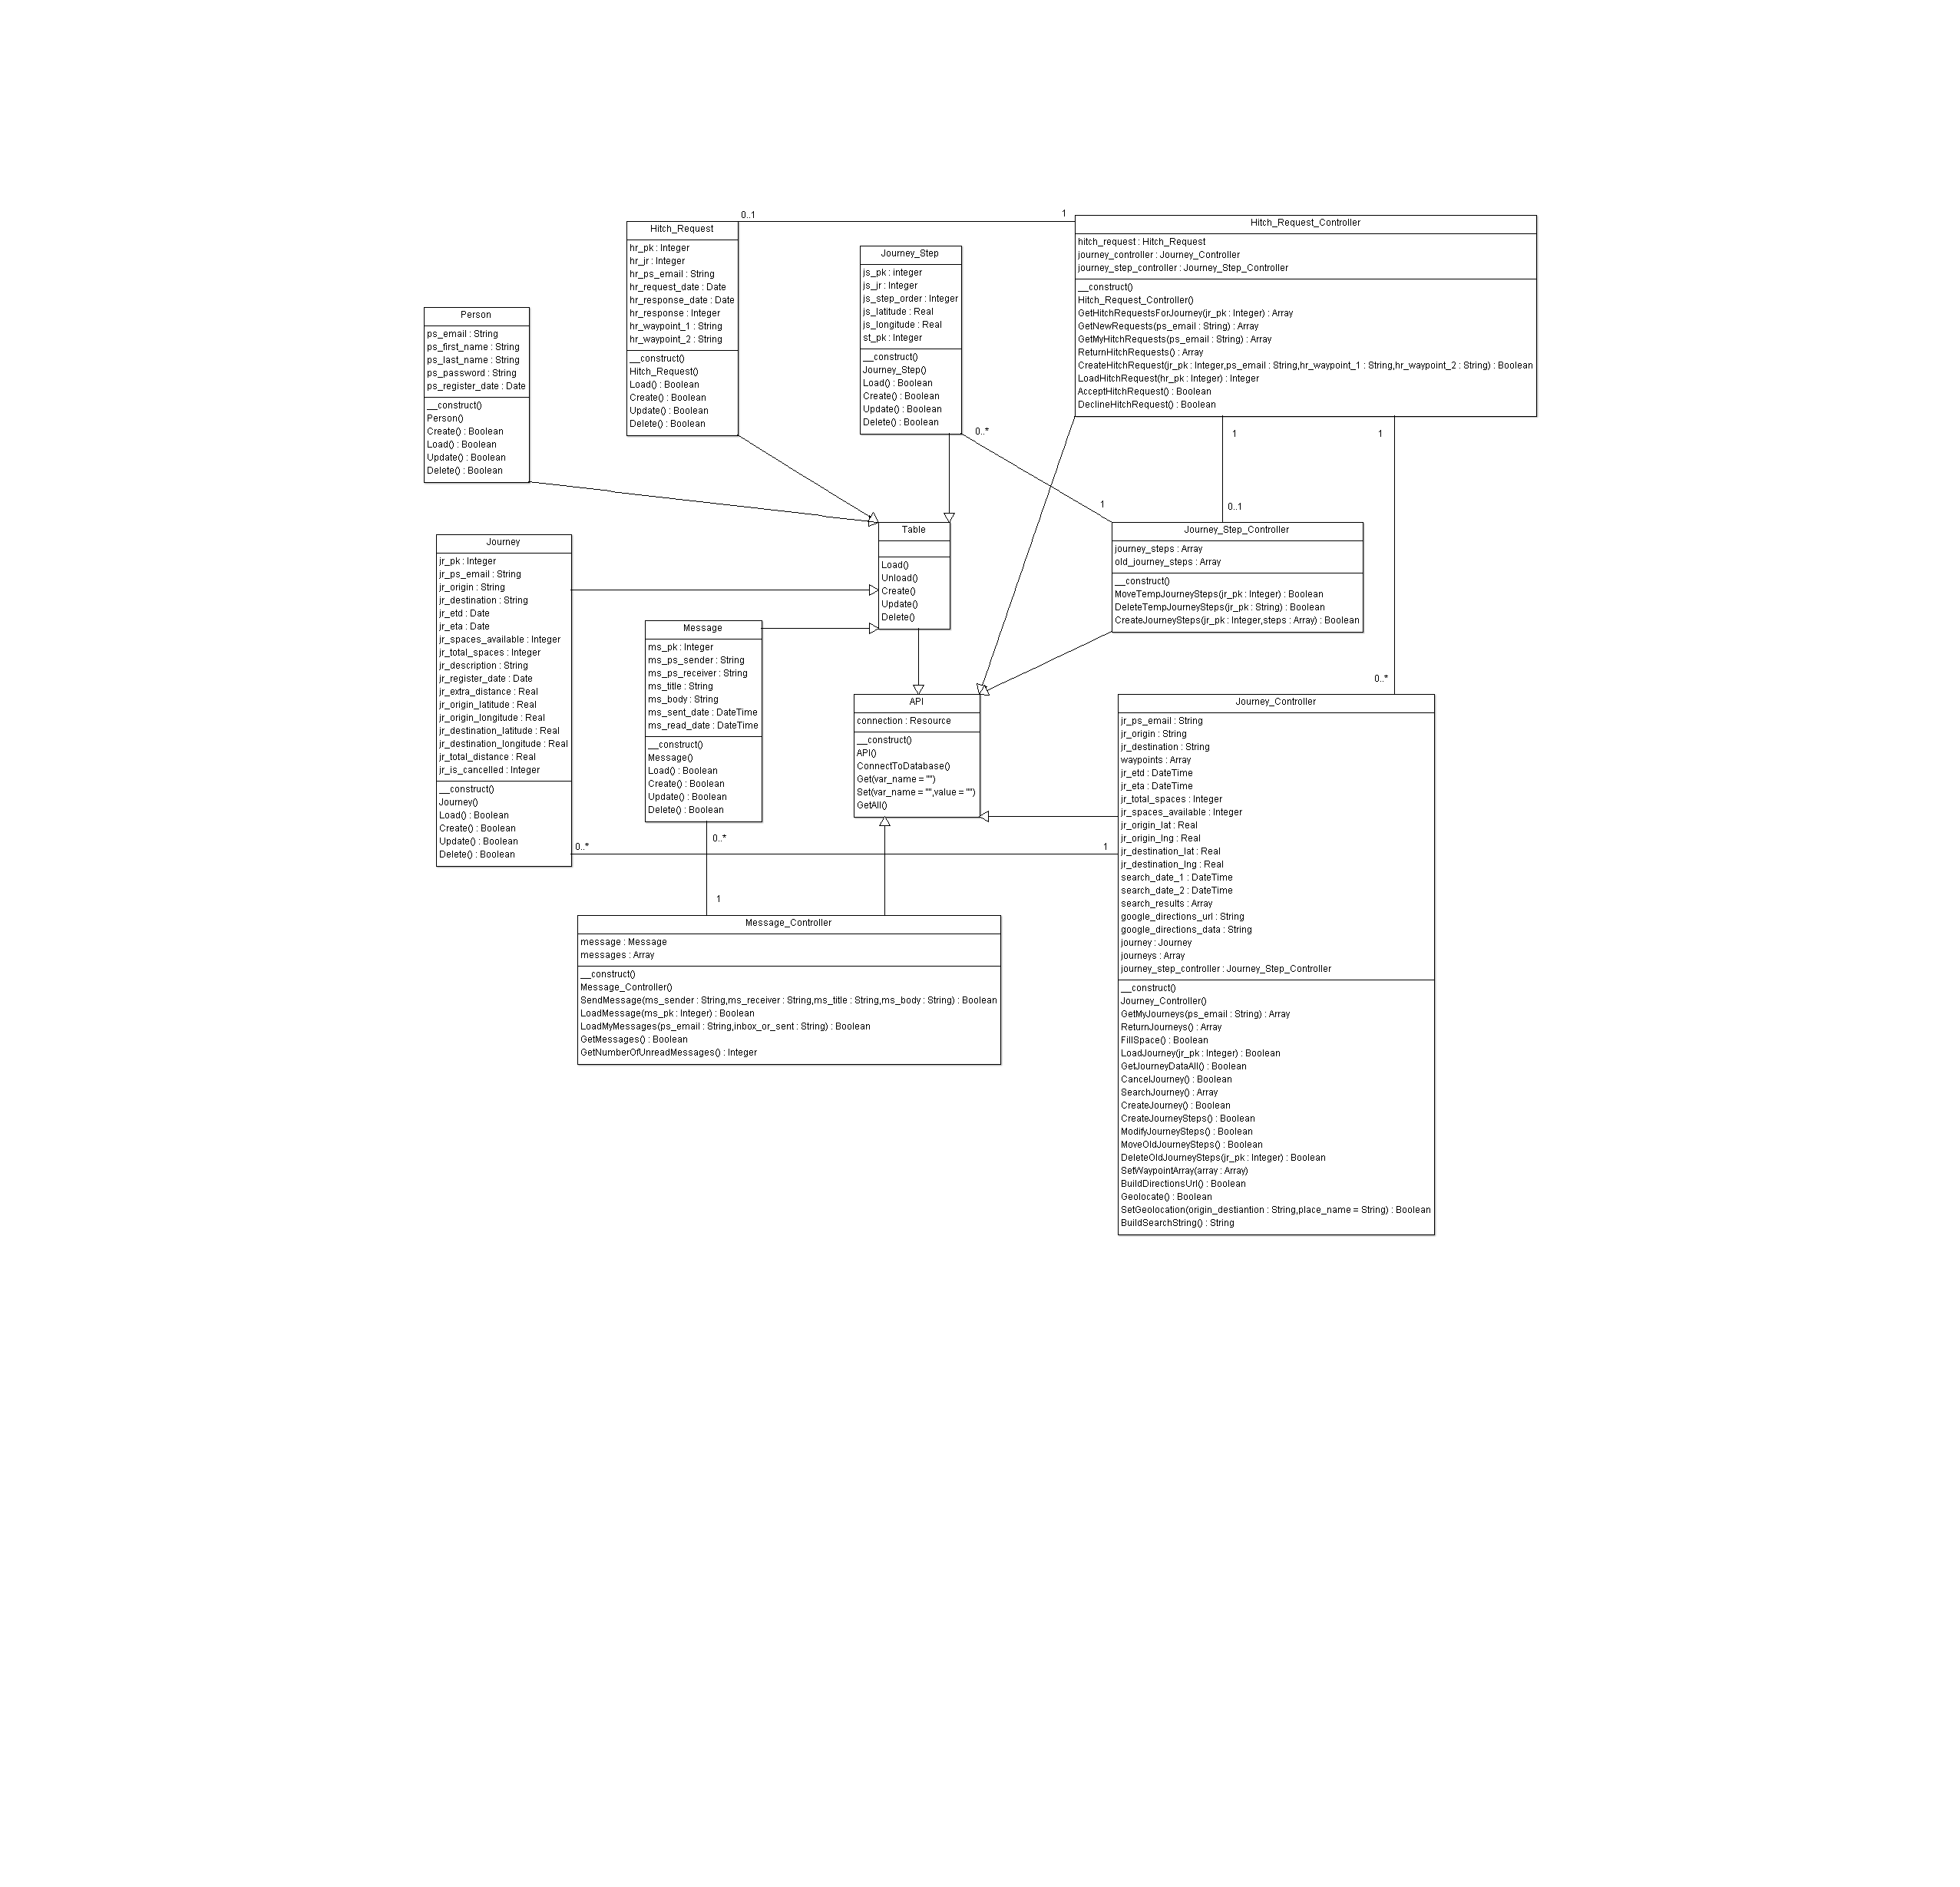 Person
ps_email : String
ps_first_name : String
ps_last_name : String
ps_password : String
ps_register_date : Date
__construct()
Person()
Create() : Boolean
Load() : Boolean
Update() : Boolean
Delete() : Boolean
Hitch_Request
hr_pk : Integer
hr_jr : Integer
hr_ps_email : String
hr_request_date : Date
hr_response_date : Date
hr_response : Integer
hr_waypoint_1 : String
hr_waypoint_2 : String
__construct()
Hitch_Request()
Load() : Boolean
Create() : Boolean
Update() : Boolean
Delete() : Boolean
0..1
1
Journey_Step
js_pk : integer
js_jr : Integer
js_step_order : Integer
js_latitude : Real
js_longitude : Real
st_pk : Integer
__construct()
Journey_Step()
Load() : Boolean
Create() : Boolean
Update() : Boolean
Delete() : Boolean
0..*
1
Hitch_Request_Controller
hitch_request : Hitch_Request
journey_controller : Journey_Controller
journey_step_controller : Journey_Step_Controller
__construct()
Hitch_Request_Controller()
GetHitchRequestsForJourney(jr_pk : Integer) : Array
GetNewRequests(ps_email : String) : Array
GetMyHitchRequests(ps_email : String) : Array
ReturnHitchRequests() : Array
CreateHitchRequest(jr_pk : Integer,ps_email : String,hr_waypoint_1 : String,hr_waypoint_2 : String) : Boolean
LoadHitchRequest(hr_pk : Integer) : Integer
AcceptHitchRequest() : Boolean
DeclineHitchRequest() : Boolean
1
0..1
1
0..*
Table
Load()
Unload()
Create()
Update()
Delete()
Journey_Step_Controller
journey_steps : Array
old_journey_steps : Array
__construct()
MoveTempJourneySteps(jr_pk : Integer) : Boolean
DeleteTempJourneySteps(jr_pk : String) : Boolean
CreateJourneySteps(jr_pk : Integer,steps : Array) : Boolean
Journey
jr_pk : Integer
jr_ps_email : String
jr_origin : String
jr_destination : String
jr_etd : Date
jr_eta : Date
jr_spaces_available : Integer
jr_total_spaces : Integer
jr_description : String
jr_register_date : Date
jr_extra_distance : Real
jr_origin_latitude : Real
jr_origin_longitude : Real
jr_destination_latitude : Real
jr_destination_longitude : Real
jr_total_distance : Real
jr_is_cancelled : Integer
__construct()
Journey()
Load() : Boolean
Create() : Boolean
Update() : Boolean
Delete() : Boolean
0..*
1
Message
ms_pk : Integer
ms_ps_sender : String
ms_ps_receiver : String
ms_title : String
ms_body : String
ms_sent_date : DateTime
ms_read_date : DateTime
__construct()
Message()
Load() : Boolean
Create() : Boolean
Update() : Boolean
Delete() : Boolean
0..*
1
API
connection : Resource
__construct()
API()
ConnectToDatabase()
Get(var_name = "")
Set(var_name = "",value = "")
GetAll()
Message_Controller
message : Message
messages : Array
__construct()
Message_Controller()
SendMessage(ms_sender : String,ms_receiver : String,ms_title : String,ms_body : String) : Boolean
LoadMessage(ms_pk : Integer) : Boolean
LoadMyMessages(ps_email : String,inbox_or_sent : String) : Boolean
GetMessages() : Boolean
GetNumberOfUnreadMessages() : Integer
Journey_Controller
jr_ps_email : String
jr_origin : String
jr_destination : String
waypoints : Array
jr_etd : DateTime
jr_eta : DateTime
jr_total_spaces : Integer
jr_spaces_available : Integer
jr_origin_lat : Real
jr_origin_lng : Real
jr_destination_lat : Real
jr_destination_lng : Real
search_date_1 : DateTime
search_date_2 : DateTime
search_results : Array
google_directions_url : String
google_directions_data : String
journey : Journey
journeys : Array
journey_step_controller : Journey_Step_Controller
__construct()
Journey_Controller()
GetMyJourneys(ps_email : String) : Array
ReturnJourneys() : Array
FillSpace() : Boolean
LoadJourney(jr_pk : Integer) : Boolean
GetJourneyDataAll() : Boolean
CancelJourney() : Boolean
SearchJourney() : Array
CreateJourney() : Boolean
CreateJourneySteps() : Boolean
ModifyJourneySteps() : Boolean
MoveOldJourneySteps() : Boolean
DeleteOldJourneySteps(jr_pk : Integer) : Boolean
SetWaypointArray(array : Array)
BuildDirectionsUrl() : Boolean
Geolocate() : Boolean
SetGeolocation(origin_destiantion : String,place_name = String) : Boolean
BuildSearchString() : String